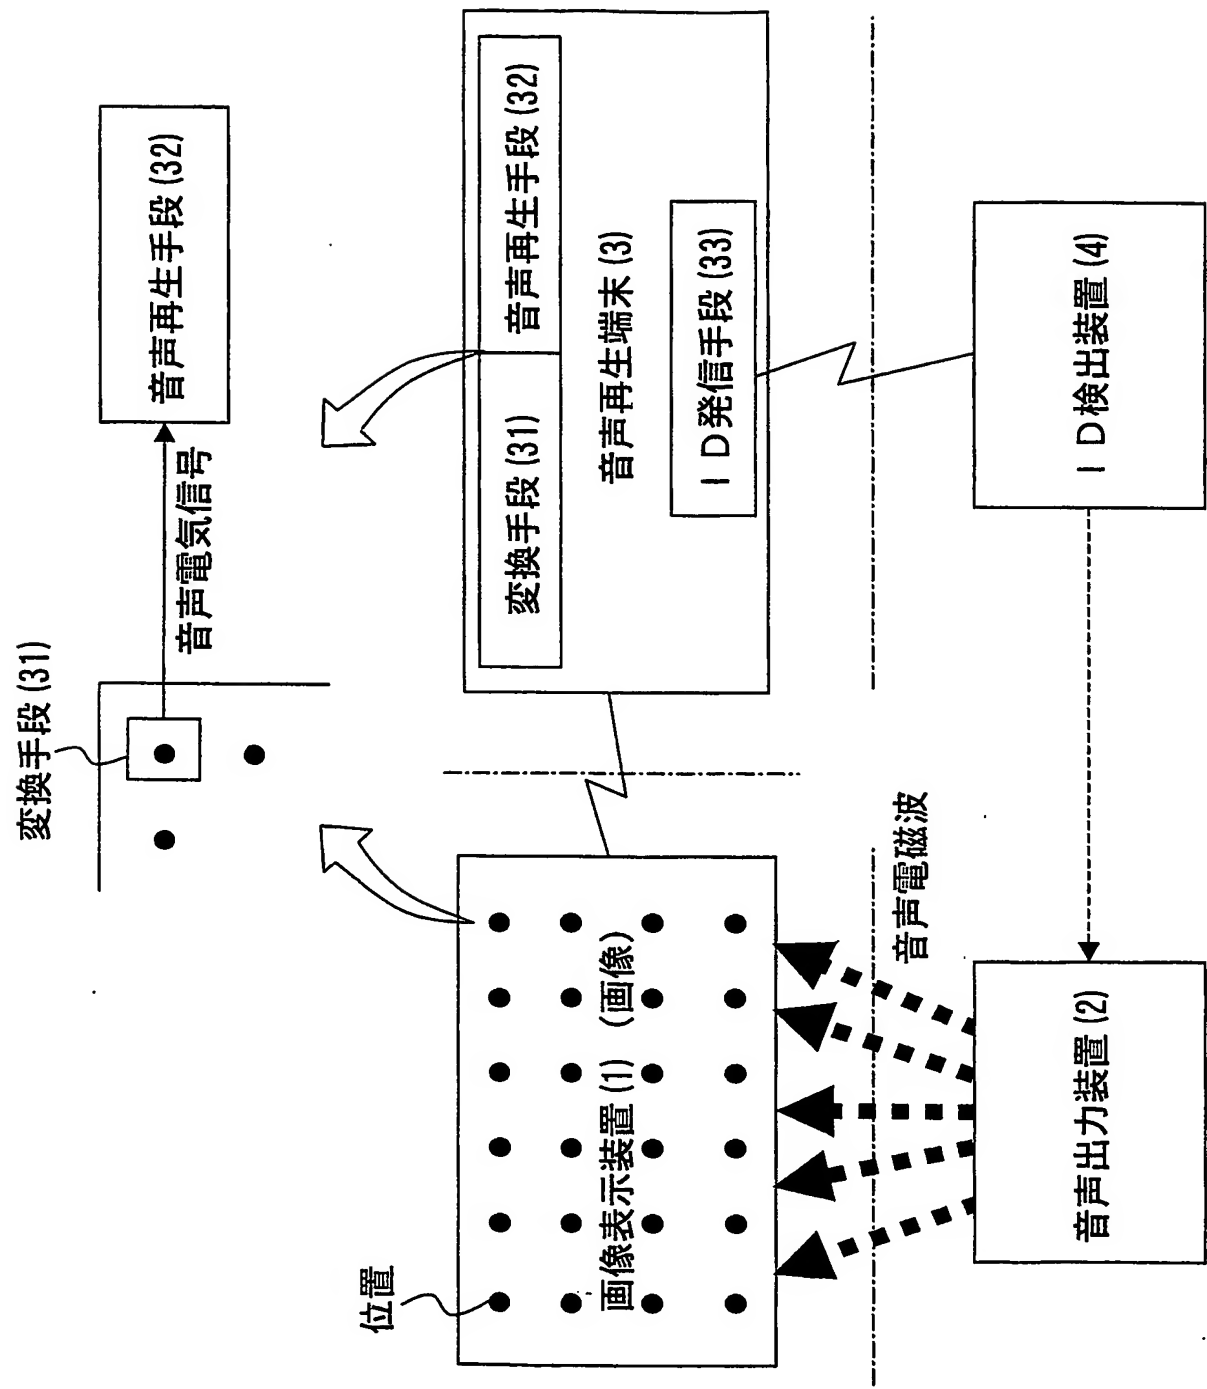 変換手段(31)
音声電気信号
音声再生手段(32)
位置
画像表示装置(1) (画像)
変換手段(31)
音声再生手段(32)
音声再生端末(3)
ID発信手段(33)
音声電磁波
音声出力装置(2)
ID検出装置(4)